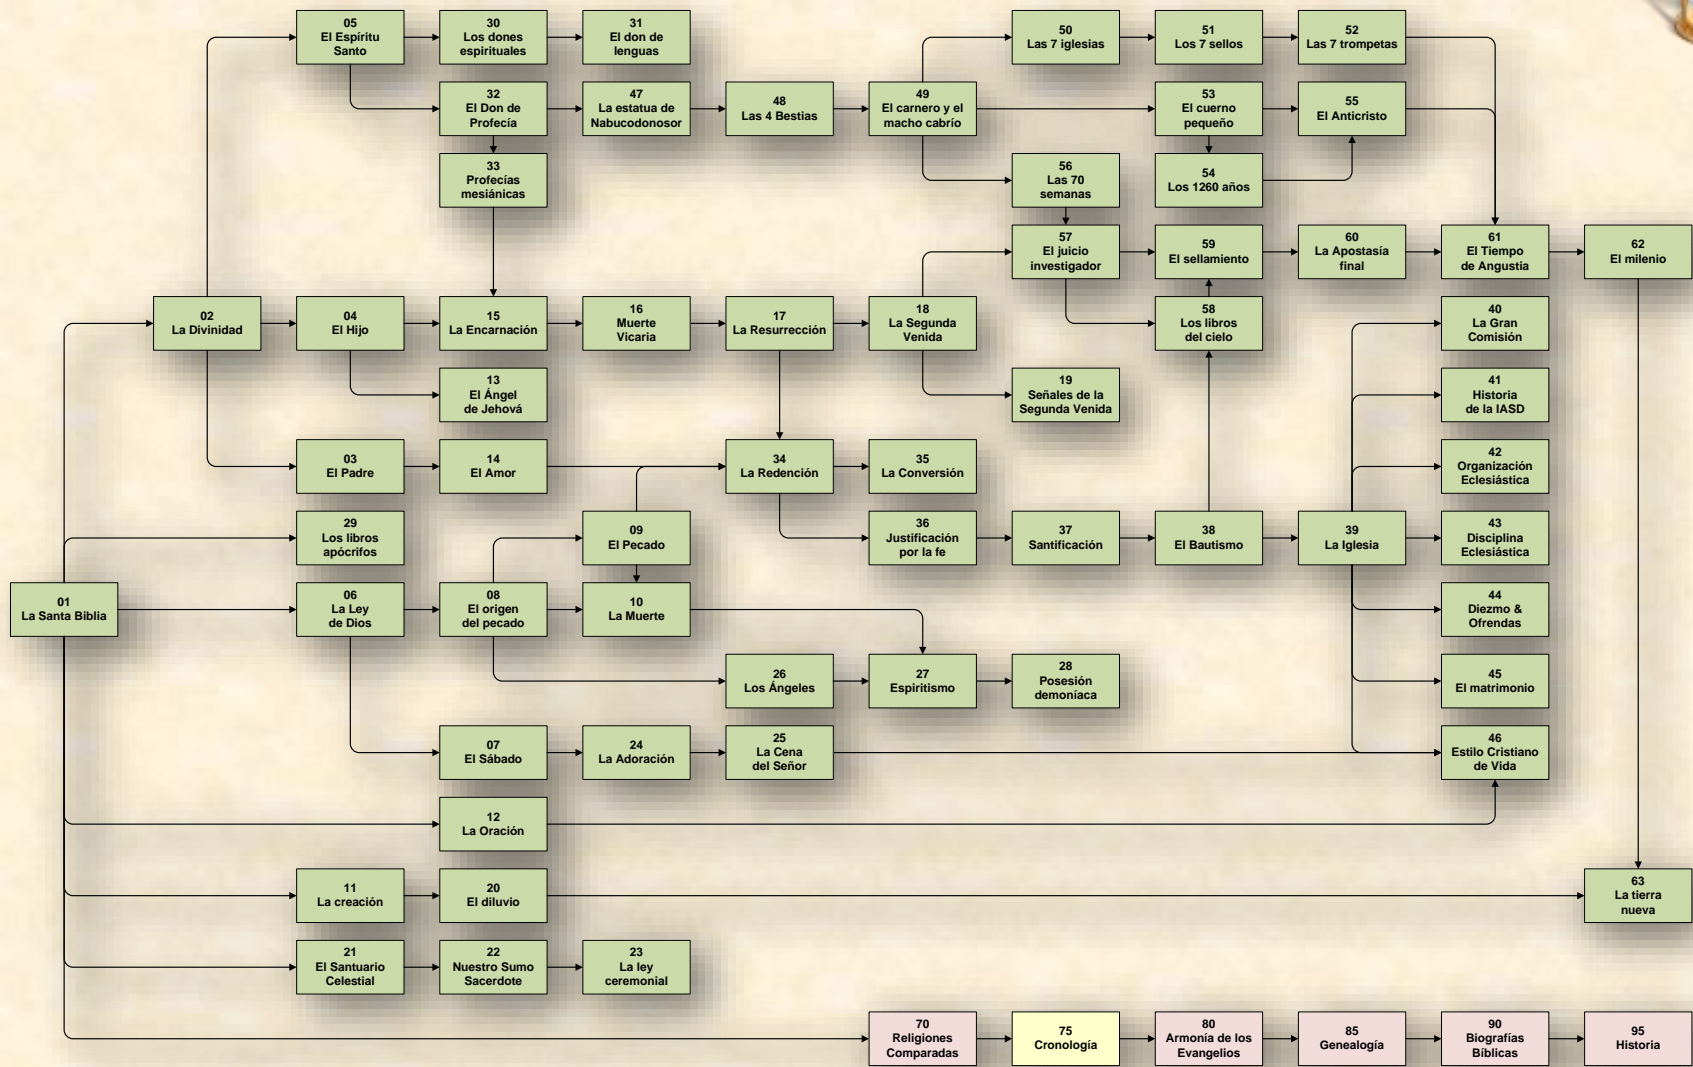 05
El Espíritu
Santo
30
Los dones
espirituales
31
El don de
lenguas
50
Las 7 iglesias
51
Los 7 sellos
52
Las 7 trompetas
32
El Don de
Profecía
47
La estatua de
Nabucodonosor
48
Las 4 Bestias
49
El carnero y el
macho cabrío
53
El cuerno
pequeño
55
El Anticristo
33
Profecías
mesiánicas
56
Las 70
semanas
54
Los 1260 años
57
El juicio
investigador
59
El sellamiento
60
La Apostasía
final
61
El Tiempo
de Angustia
62
El milenio
02
La Divinidad
04
El Hijo
15
La Encarnación
16
Muerte
Vicaria
17
La Resurrección
18
La Segunda
Venida
58
Los libros
del cielo
40
La Gran
Comisión
13
El Ángel
de Jehová
19
Señales de la
Segunda Venida
41
Historia
de la IASD
03
El Padre
14
El Amor
34
La Redención
35
La Conversión
42
Organización
Eclesiástica
29
Los libros
apócrifos
09
El Pecado
36
Justificación
por la fe
37
Santificación
38
El Bautismo
39
La Iglesia
43
Disciplina
Eclesiástica
01
La Santa Biblia
06
La Ley
de Dios
08
El origen
del pecado
10
La Muerte
44
Diezmo &
Ofrendas
26
Los Ángeles
27
Espiritismo
28
Posesión
demoníaca
45
El matrimonio
07
El Sábado
24
La Adoración
25
La Cena
del Señor
46
Estilo Cristiano
de Vida
12
La Oración
11
La creación
20
El diluvio
63
La tierra
nueva
21
El Santuario
Celestial
22
Nuestro Sumo
Sacerdote
23
La ley
ceremonial
70
Religiones
Comparadas
75
Cronología
80
Armonía de los
Evangelios
85
Genealogía
90
Biografías
Bíblicas
95
Historia